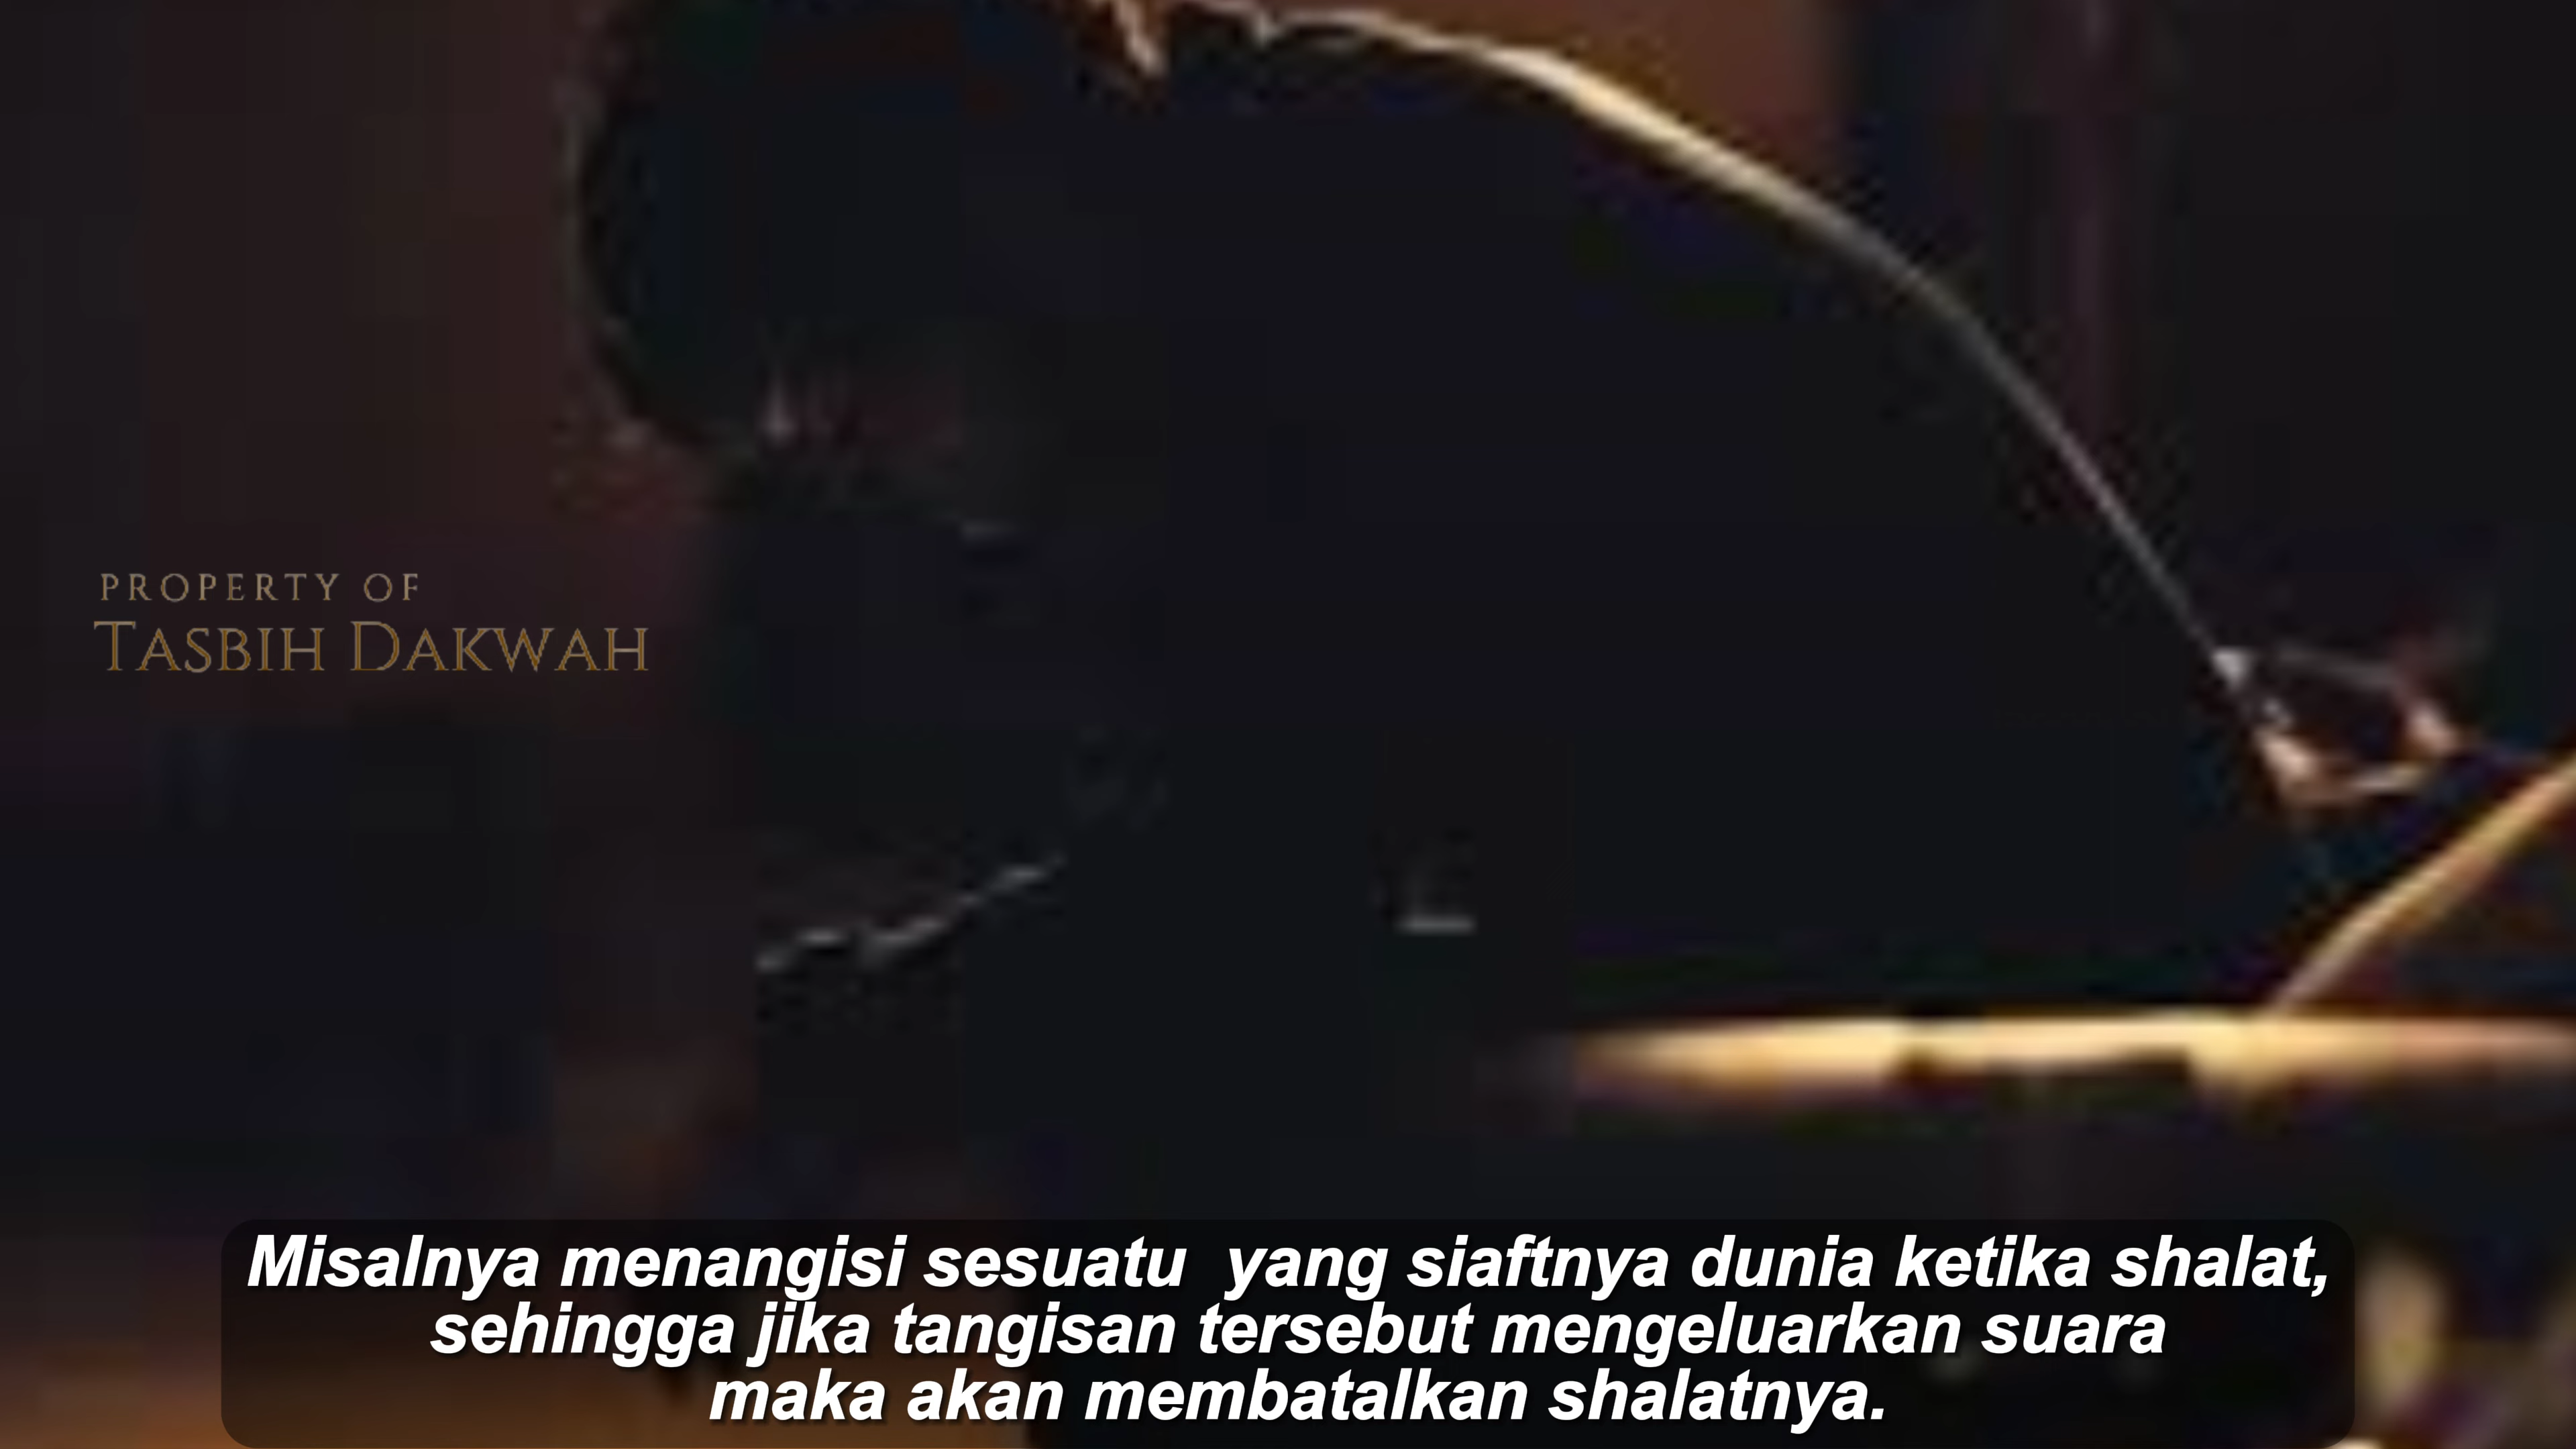 PROPERTY OF
TASBIH DAKWAH
Misalnya menangisi sesuatu  yang siaftnya dunia ketika shalat,
sehingga jika tangisan tersebut mengeluarkan suara
maka akan membatalkan shalatnya.